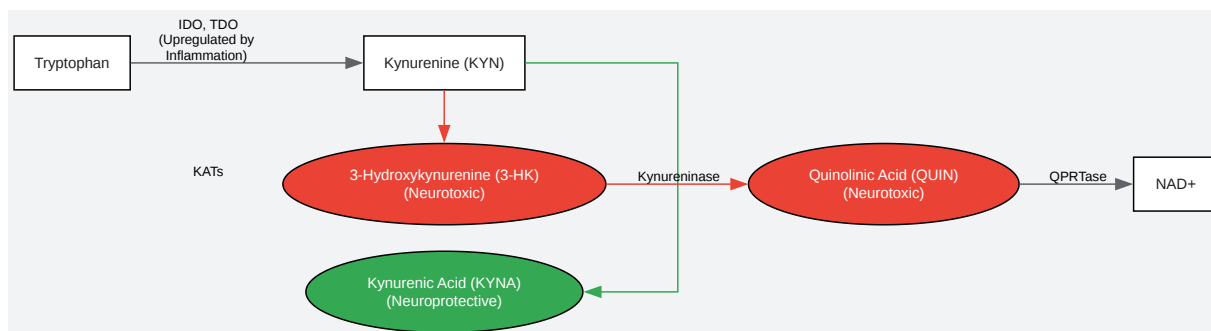 IDO, TDO
(Upregulated by
Inflammation)
Tryptophan
Kynurenine (KYN)
KATs
3-Hydroxykynurenine (3-HK)
(Neurotoxic)
Kynureninase
Quinolinic Acid (QUIN)
(Neurotoxic)
QPRTase
NAD+
Kynurenic Acid (KYNA)
(Neuroprotective)